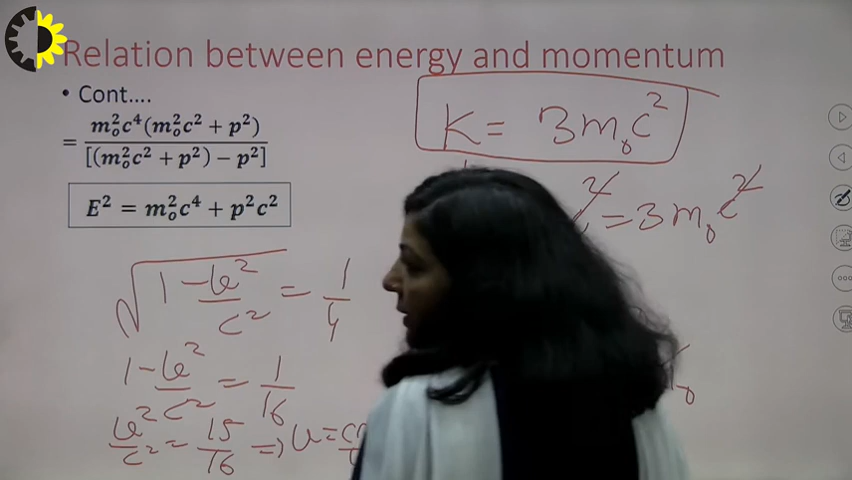 Relation between energy and momentum
• Cont....
= m₀²c⁴(m₀²c² + p²) / [(m₀²c² + p²) − p²]
E² = m₀²c⁴ + p²c²
K = 3m₀c²
= 3m₀c²
√(1 − v²/c²) = 1/4
1 − v²/c² = 1/16
v²/c² = 15/16 ⇒ v =